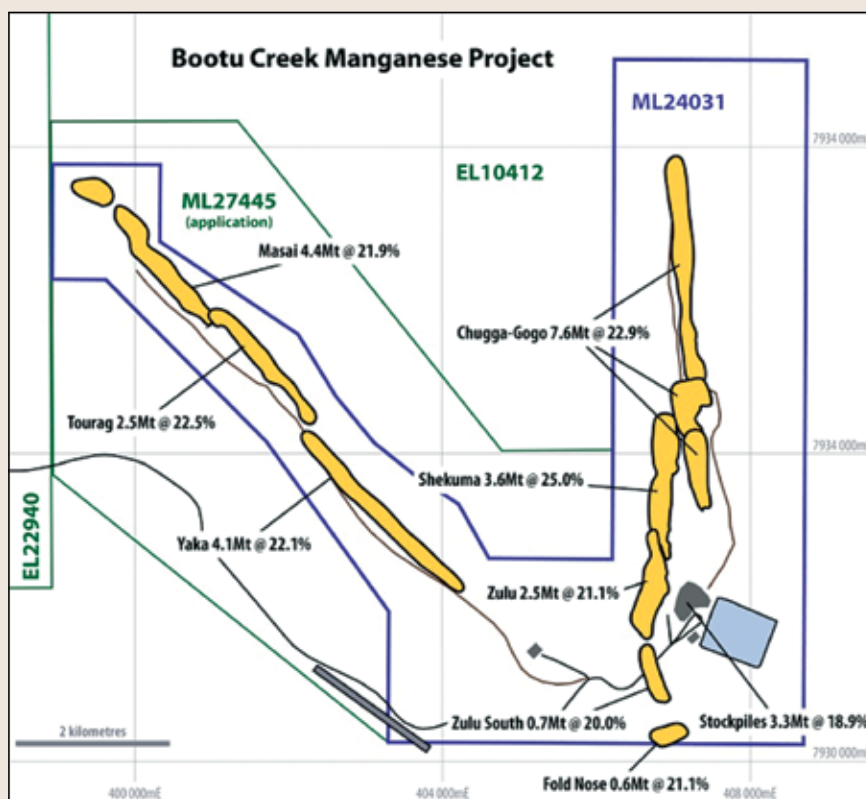 Bootu Creek Manganese Project
ML24031
7934 000m
EL10412
ML27445
(application)
Masai 4.4Mt @ 21.9%
Chugga-Gogo 7.6Mt @ 22.9%
Tourag 2.5Mt @ 22.5%
7934 000m
Shekuma 3.6Mt @ 25.0%
EL22940
Yaka 4.1Mt @ 22.1%
Zulu 2.5Mt @ 21.1%
Zulu South 0.7Mt @ 20.0%
Stockpiles 3.3Mt @ 18.9%
2 kilometres
7930 000m
Fold Nose 0.6Mt @ 21.1%
400 000mE
404 000mE
408 000mE